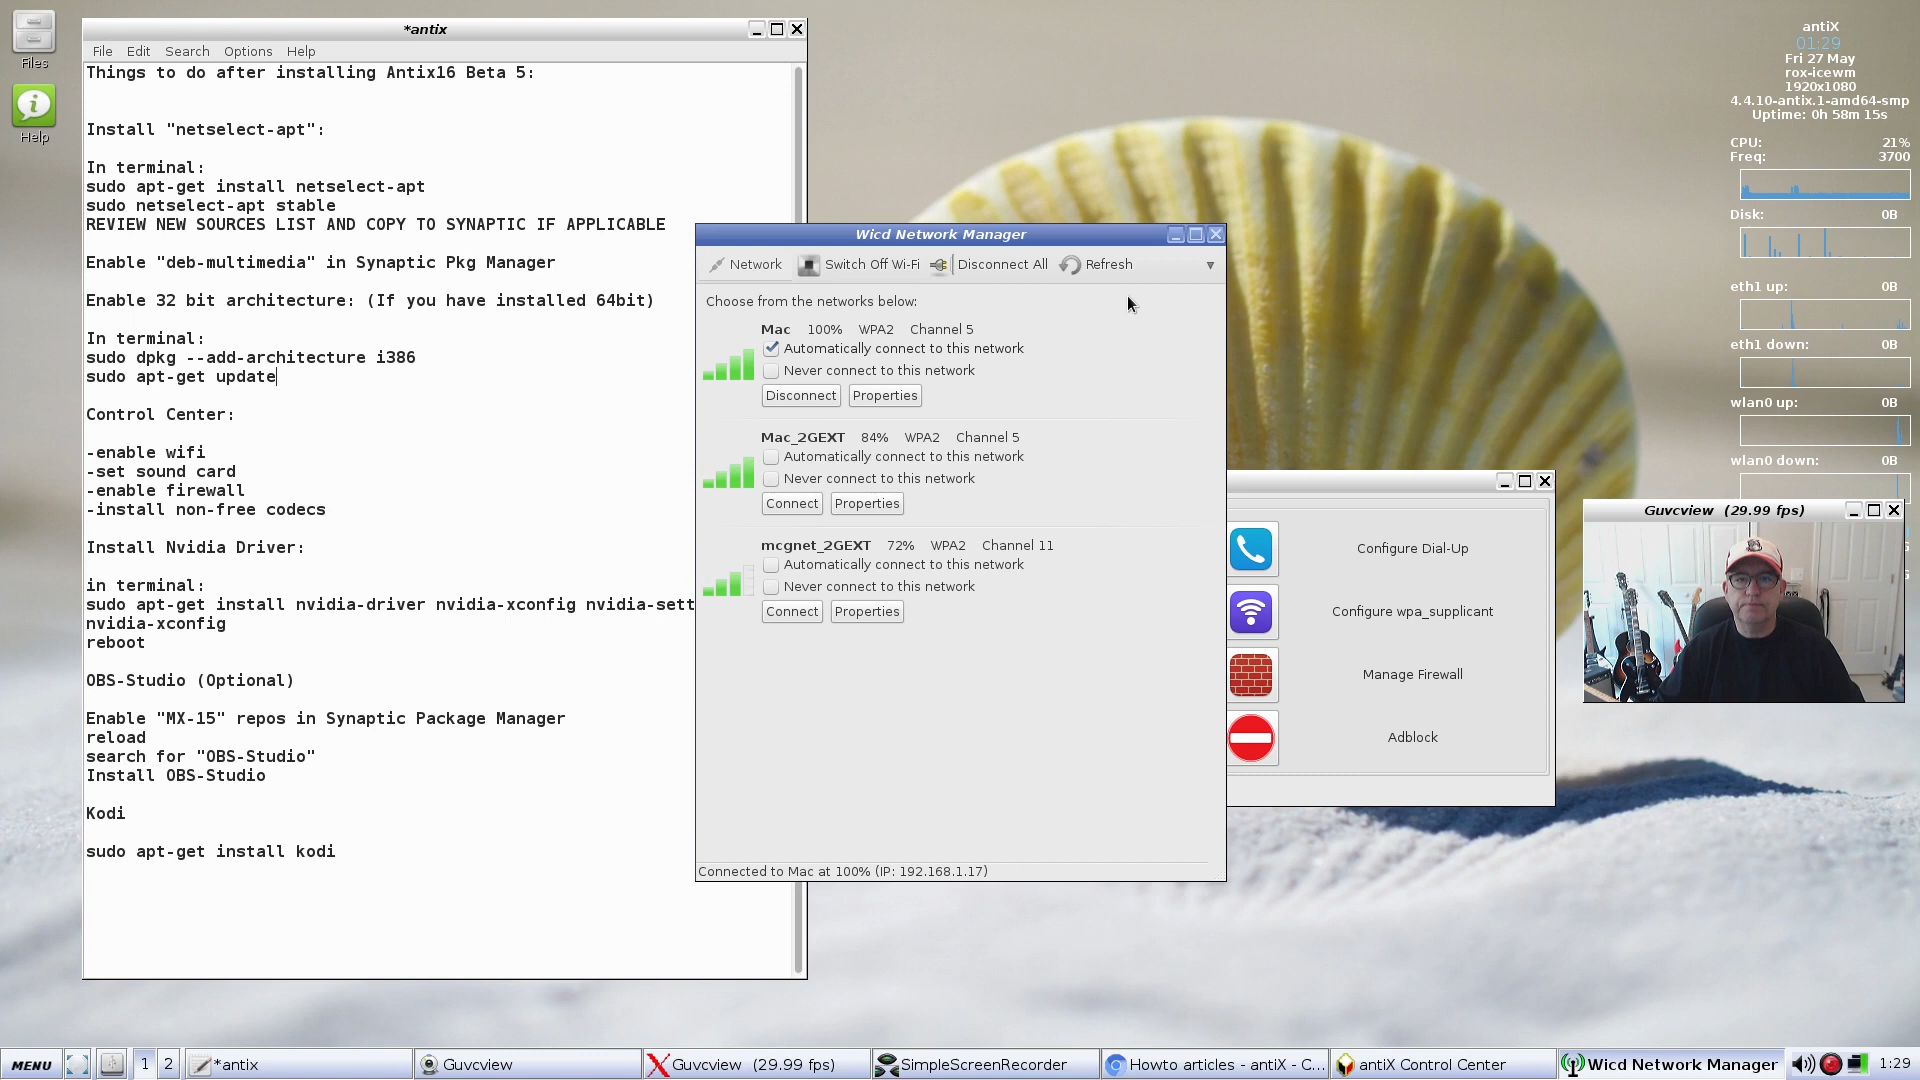 Files
Help
*antix
File Edit Search Options Help
Things to do after installing Antix16 Beta 5:
Install "netselect-apt":
In terminal:
sudo apt-get install netselect-apt
sudo netselect-apt stable
REVIEW NEW SOURCES LIST AND COPY TO SYNAPTIC IF APPLICABLE
Enable "deb-multimedia" in Synaptic Pkg Manager
Enable 32 bit architecture: (If you have installed 64bit)
In terminal:
sudo dpkg --add-architecture i386
sudo apt-get update
Control Center:
-enable wifi
-set sound card
-enable firewall
-install non-free codecs
Install Nvidia Driver:
in terminal:
sudo apt-get install nvidia-driver nvidia-xconfig nvidia-sett
nvidia-xconfig
reboot
OBS-Studio (Optional)
Enable "MX-15" repos in Synaptic Package Manager
reload
search for "OBS-Studio"
Install OBS-Studio
Kodi
sudo apt-get install kodi
Wicd Network Manager
Network Switch Off Wi-Fi Disconnect All Refresh
Choose from the networks below:
Mac 100% WPA2 Channel 5
Automatically connect to this network
Never connect to this network
Disconnect Properties
Mac_2GEXT 84% WPA2 Channel 5
Automatically connect to this network
Never connect to this network
Connect Properties
mcgnet_2GEXT 72% WPA2 Channel 11
Automatically connect to this network
Never connect to this network
Connect Properties
Connected to Mac at 100% (IP: 192.168.1.17)
Configure Dial-Up
Configure wpa_supplicant
Manage Firewall
Adblock
antiX
01:29
Fri 27 May
rox-icewm
1920x1080
4.4.10-antix.1-amd64-smp
Uptime: 0h 58m 15s
CPU: 21%
Freq: 3700
Disk: 0B
eth1 up: 0B
eth1 down: 0B
wlan0 up: 0B
wlan0 down: 0B
Guvcview (29.99 fps)
MENU 1 2 *antix Guvcview Guvcview (29.99 fps) SimpleScreenRecorder Howto articles - antiX - C... antiX Control Center Wicd Network Manager 1:29